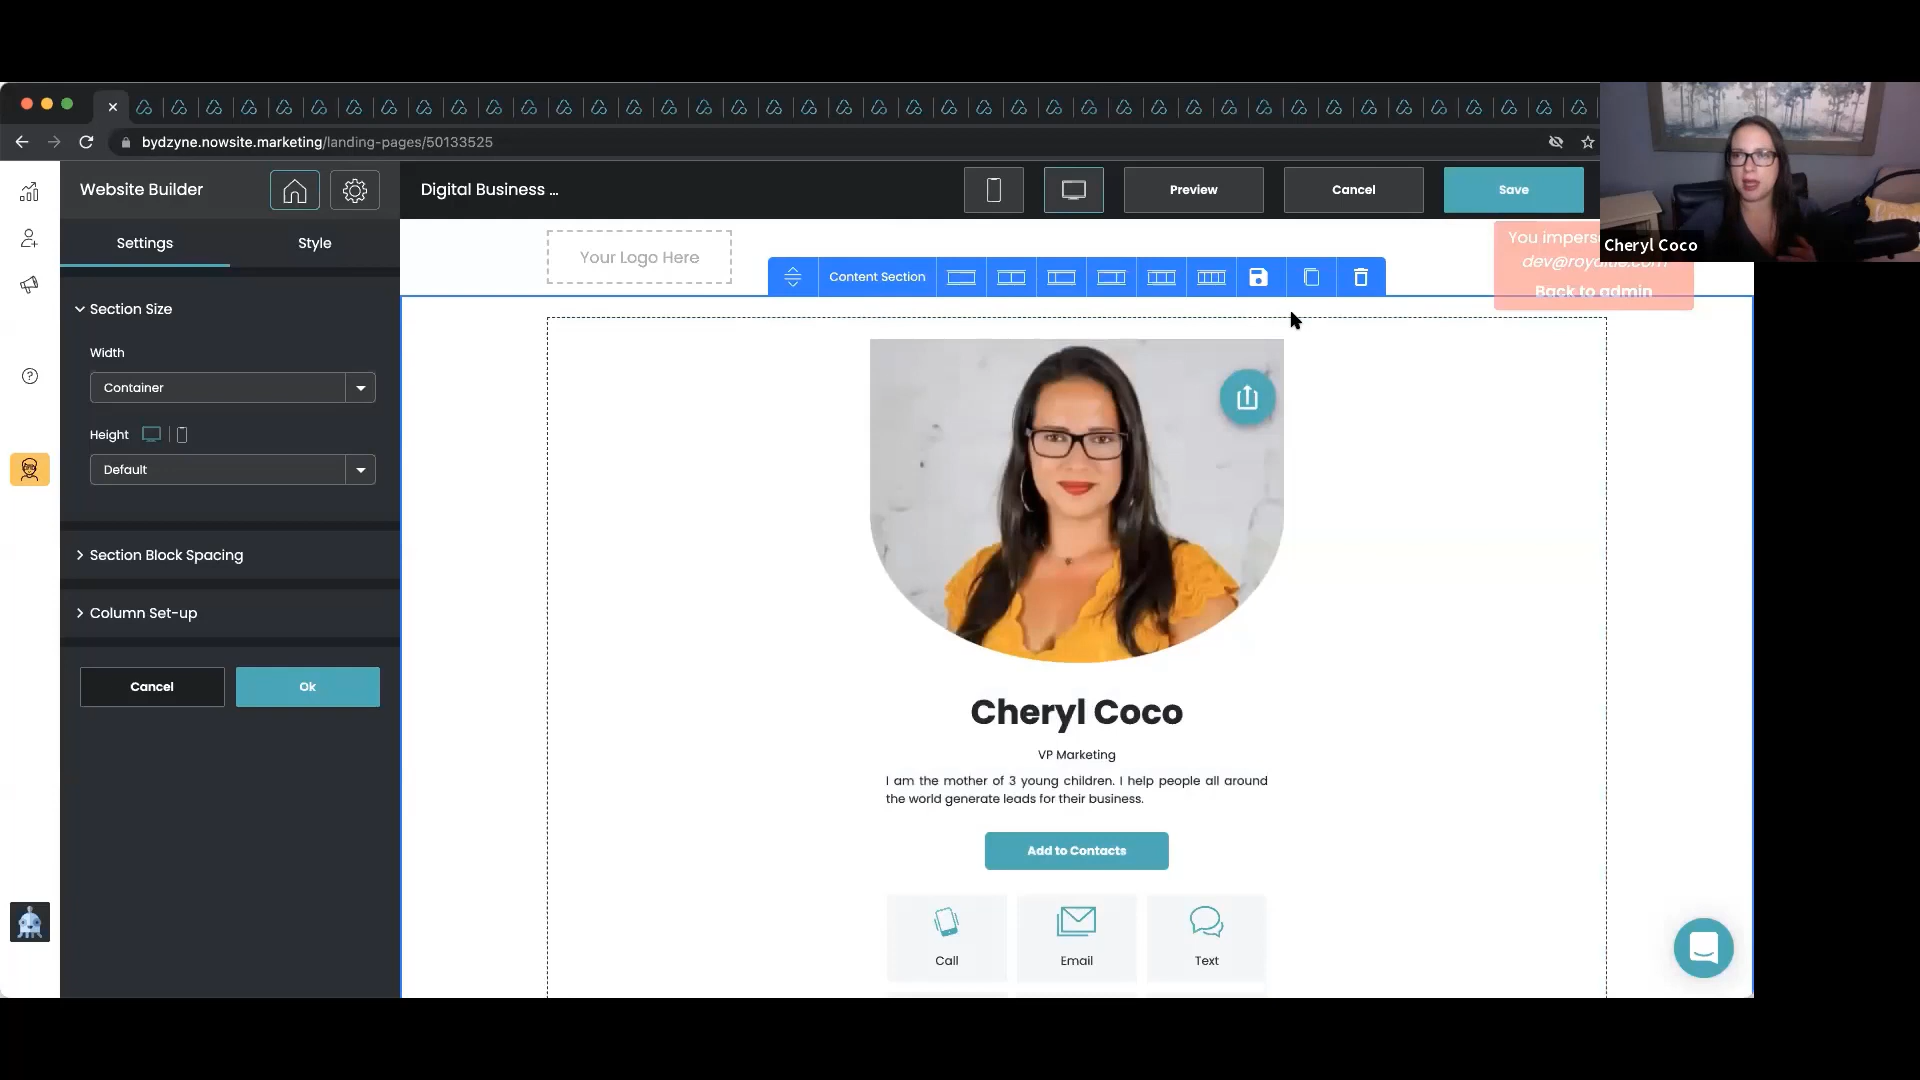 bydzyne.nowsite.marketing/landing-pages/50133525
Website Builder
Digital Business ...
Preview
Cancel
Save
Cheryl Coco
Settings
Style
Your Logo Here
Content Section
You impers
dev@royaltie.com
Back to admin
Section Size
Width
Container
Height
Default
Section Block Spacing
Column Set-up
Cancel
Ok
Cheryl Coco
VP Marketing
I am the mother of 3 young children. I help people all around
the world generate leads for their business.
Add to Contacts
Call
Email
Text